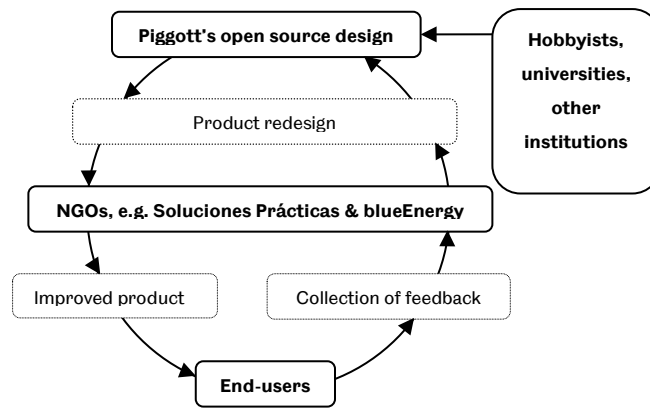 Piggott's open source design
Hobbyists,
universities,
other
institutions
Product redesign
NGOs, e.g. Soluciones Prácticas & blueEnergy
Improved product
Collection of feedback
End-users